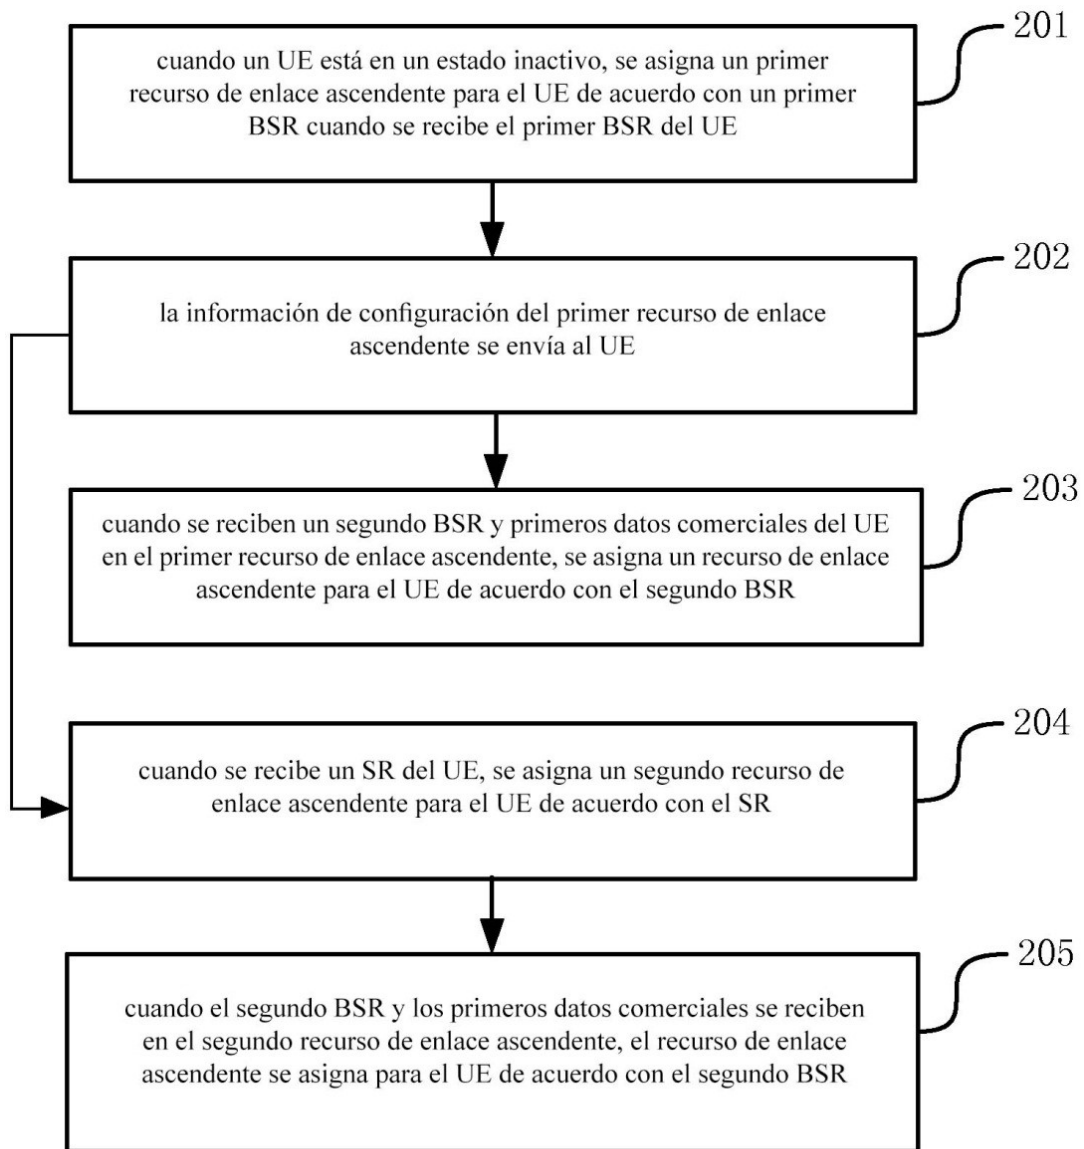 201
cuando un UE está en un estado inactivo, se asigna un primer
recurso de enlace ascendente para el UE de acuerdo con un primer
BSR cuando se recibe el primer BSR del UE
202
la información de configuración del primer recurso de enlace
ascendente se envía al UE
203
cuando se reciben un segundo BSR y primeros datos comerciales del UE
en el primer recurso de enlace ascendente, se asigna un recurso de enlace
ascendente para el UE de acuerdo con el segundo BSR
204
cuando se recibe un SR del UE, se asigna un segundo recurso de
enlace ascendente para el UE de acuerdo con el SR
205
cuando el segundo BSR y los primeros datos comerciales se reciben
en el segundo recurso de enlace ascendente, el recurso de enlace
ascendente se asigna para el UE de acuerdo con el segundo BSR